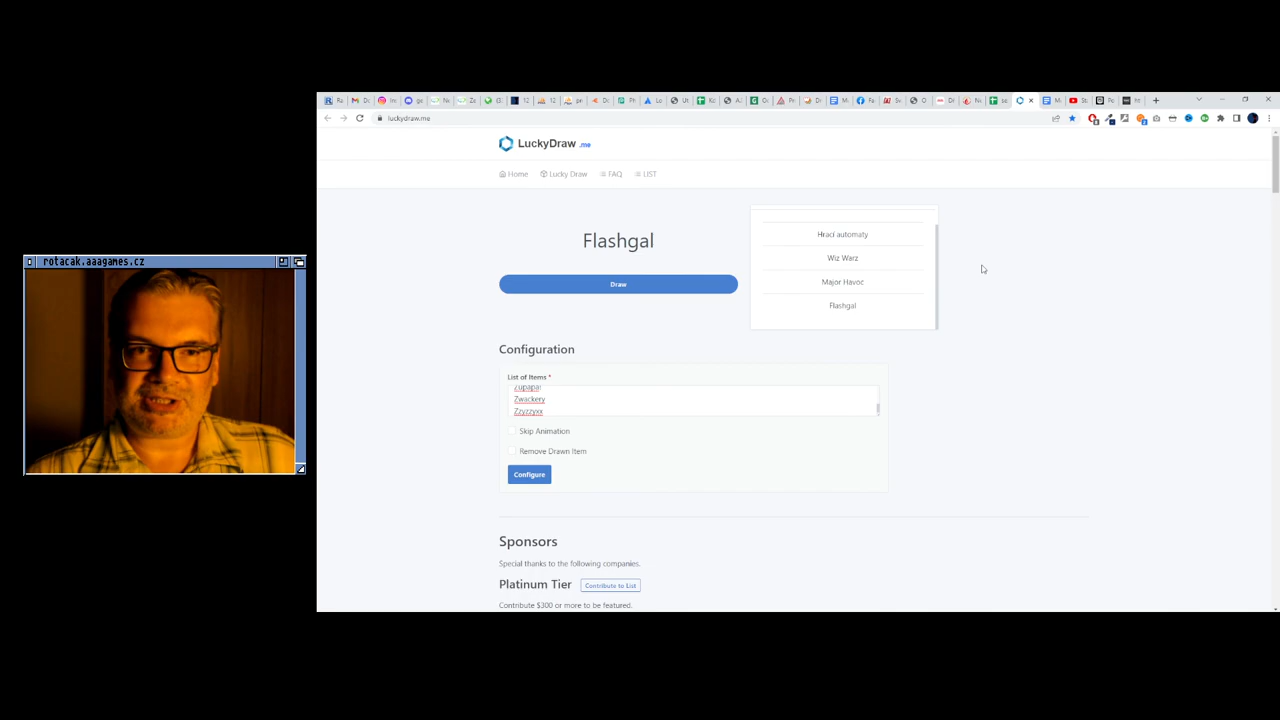 rotacak.aaagames.cz
luckydraw.me
LuckyDraw .me
Home Lucky Draw FAQ LIST
Flashgal
Draw
Hrací automaty
Wiz Warz
Major Havoc
Flashgal
Configuration
List of Items *
Zupapa!
Zwackery
Zzyzzyxx
Skip Animation
Remove Drawn Item
Configure
Sponsors
Special thanks to the following companies.
Platinum Tier Contribute to List
Contribute $300 or more to be featured.